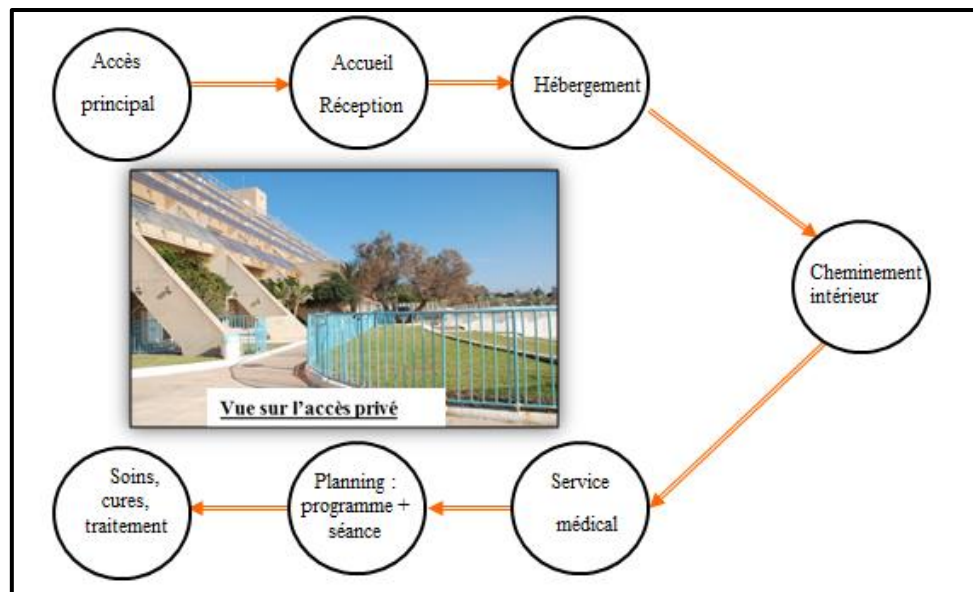 Accès
principal
Accueil
Réception
Hébergement
Cheminement
intérieur
Vue sur l'accès privé
Service
médical
Planning :
programme +
séance
Soins,
cures,
traitement